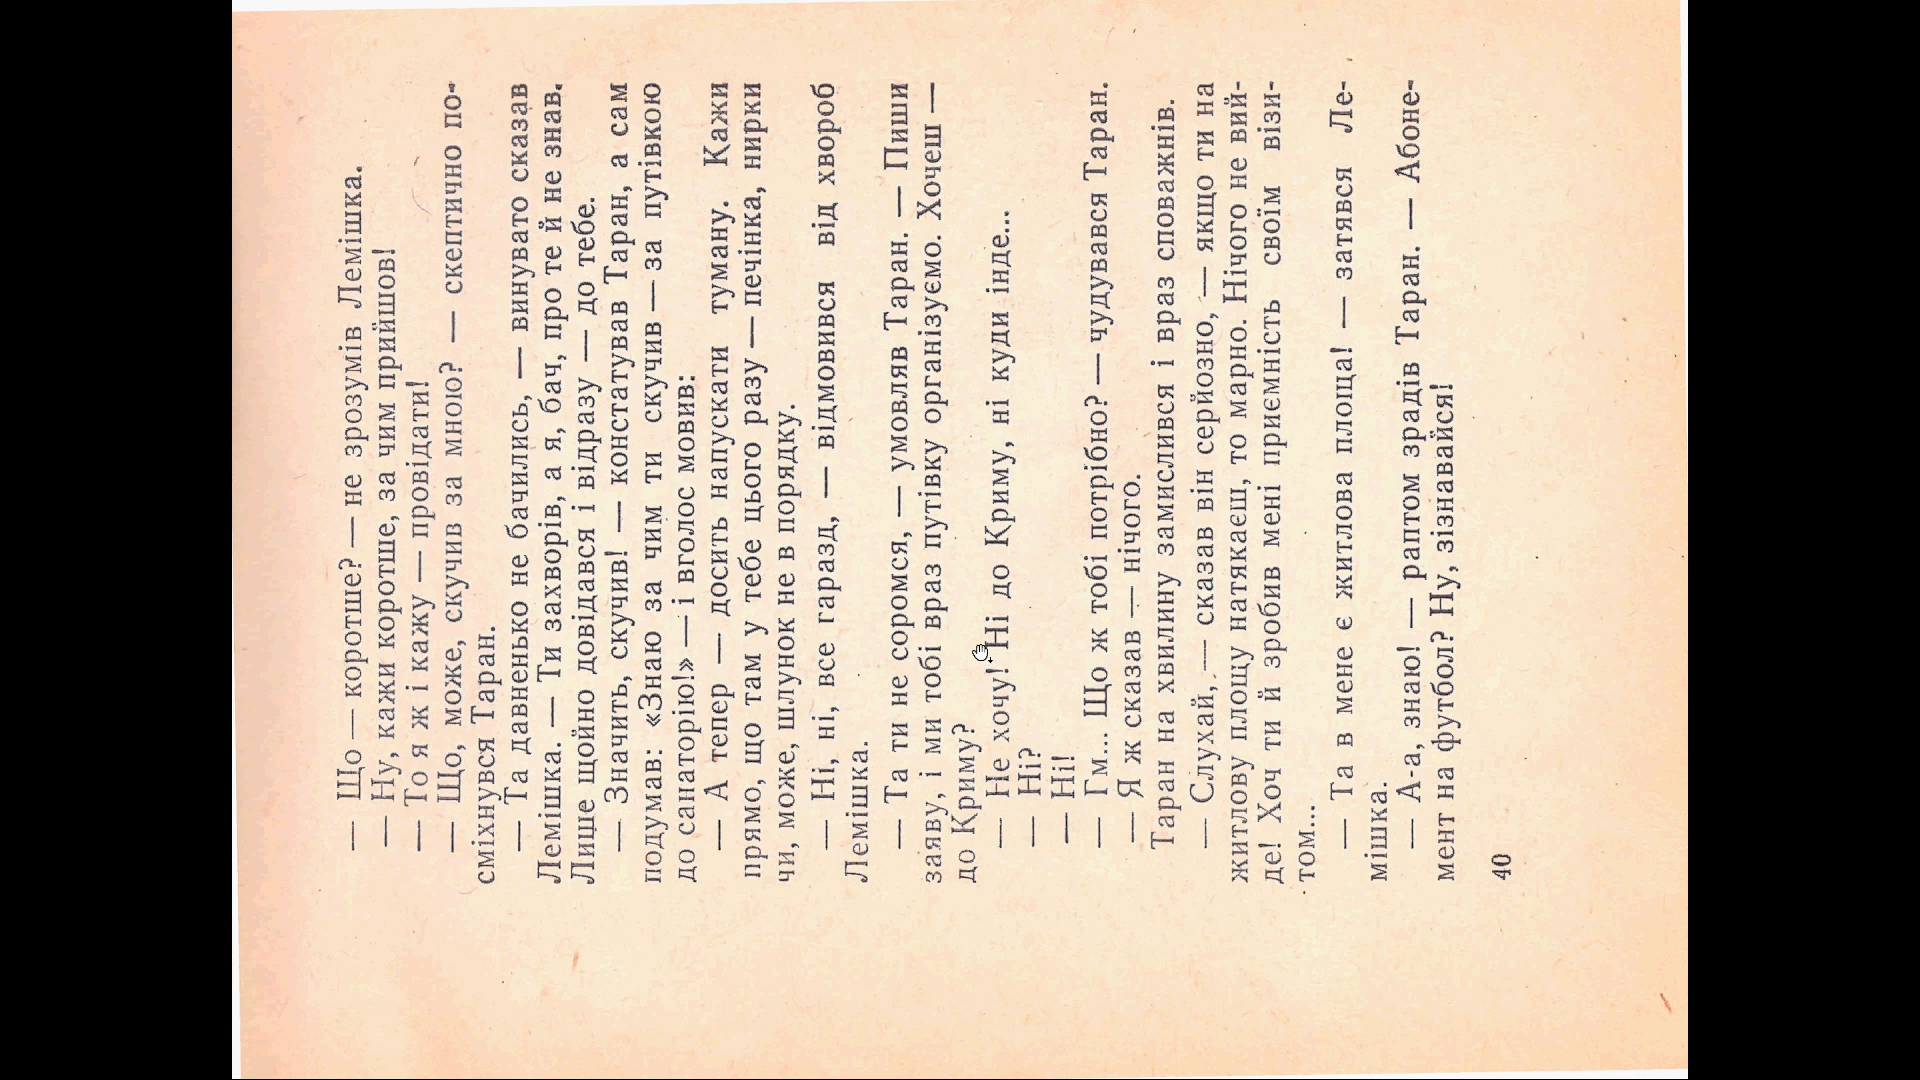 — Що — коротше? — не зрозумів Лемішка.
— Ну, кажи коротше, за чим прийшов!
— То я ж і кажу — провідати!
— Що, може, скучив за мною? — скептично по-
сміхнувся Таран.
— Та давненько не бачились, — винувато сказав
Лемішка. — Ти захворів, а я, бач, про те й не знав.
Лише щойно довідався і відразу — до тебе.
— Значить, скучив! — констатував Таран, а сам
подумав: «Знаю за чим ти скучив — за путівкою
до санаторію!» — і вголос мовив:
— А тепер — досить напускати туману. Кажи
прямо, що там у тебе цього разу — печінка, нирки
чи, може, шлунок не в порядку.
— Ні, ні, все гаразд, — відмовився від хвороб
Лемішка.
— Та ти не соромся, — умовляв Таран. — Пиши
заяву, і ми тобі враз путівку організуємо. Хочеш —
до Криму?
— Не хочу! Ні до Криму, ні куди інде...
— Ні?
— Ні!
— Гм... Що ж тобі потрібно? — чудувався Таран.
— Я ж сказав — нічого.
Таран на хвилину замислився і враз споважнів.
— Слухай, — сказав він серйозно, — якщо ти на
житлову площу натякаєш, то марно. Нічого не вий-
де! Хоч ти й зробив мені приємність своїм візи-
том...
— Та в мене є житлова площа! — затявся Ле-
мішка.
— А-а, знаю! — раптом зрадів Таран. — Абоне-
мент на футбол? Ну, зізнавайся!
40